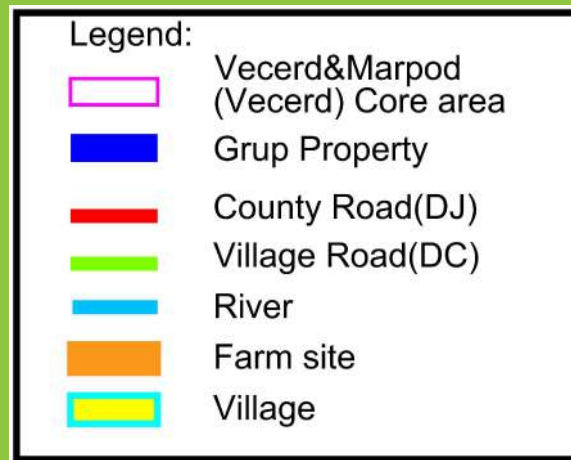 Legend:
Vecerd&Marpod
(Vecerd) Core area
Grup Property
County Road(DJ)
Village Road(DC)
River
Farm site
Village